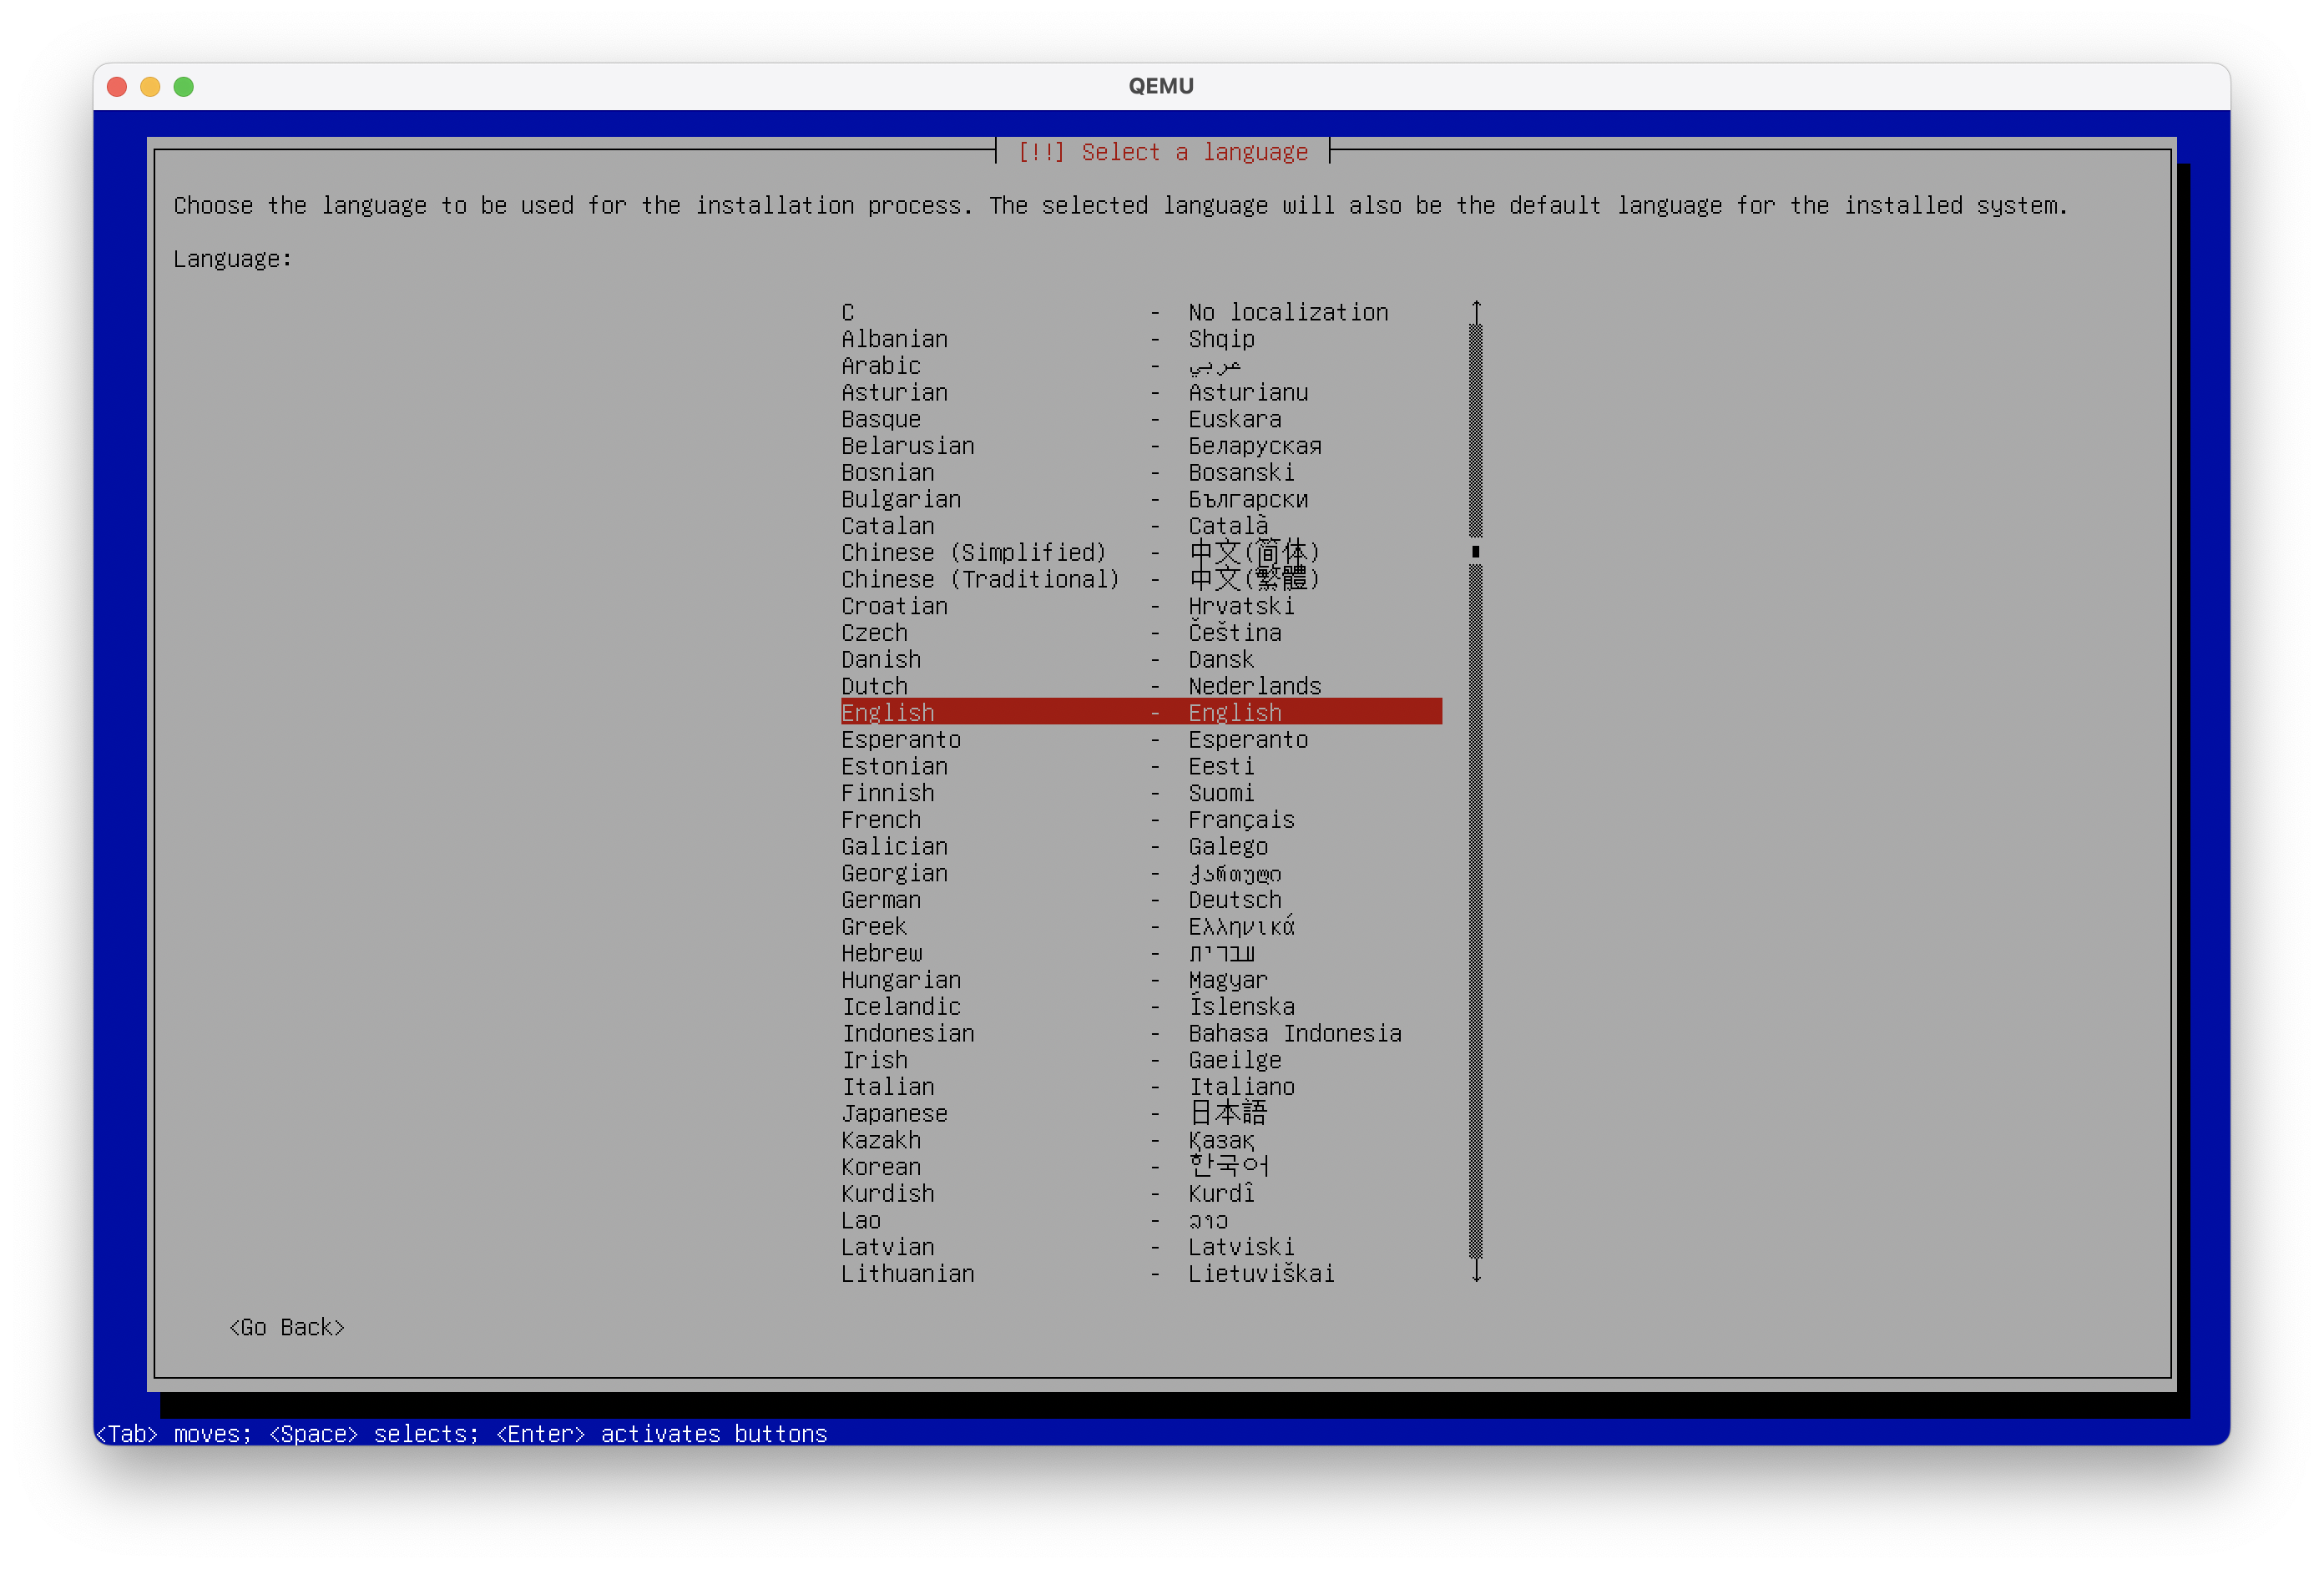 QEMU
[!!] Select a language
Choose the language to be used for the installation process. The selected language will also be the default language for the installed system.
Language:
C - No localization
Albanian - Shqip
Arabic - عربي
Asturian - Asturianu
Basque - Euskara
Belarusian - Беларуская
Bosnian - Bosanski
Bulgarian - Български
Catalan - Català
Chinese (Simplified) - 中文(简体)
Chinese (Traditional) - 中文(繁體)
Croatian - Hrvatski
Czech - Čeština
Danish - Dansk
Dutch - Nederlands
English - English
Esperanto - Esperanto
Estonian - Eesti
Finnish - Suomi
French - Français
Galician - Galego
Georgian - ქართული
German - Deutsch
Greek - Ελληνικά
Hebrew - עברית
Hungarian - Magyar
Icelandic - Íslenska
Indonesian - Bahasa Indonesia
Irish - Gaeilge
Italian - Italiano
Japanese - 日本語
Kazakh - Қазақ
Korean - 한국어
Kurdish - Kurdî
Lao - ລາວ
Latvian - Latviski
Lithuanian - Lietuviškai
<Go Back>
<Tab> moves; <Space> selects; <Enter> activates buttons